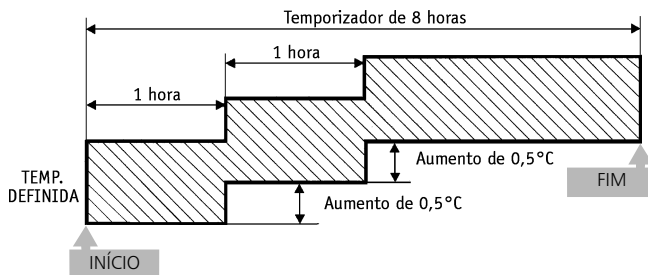 Temporizador de 8 horas
1 hora
1 hora
Aumento de 0,5°C
TEMP.
DEFINIDA
FIM
Aumento de 0,5°C
INÍCIO